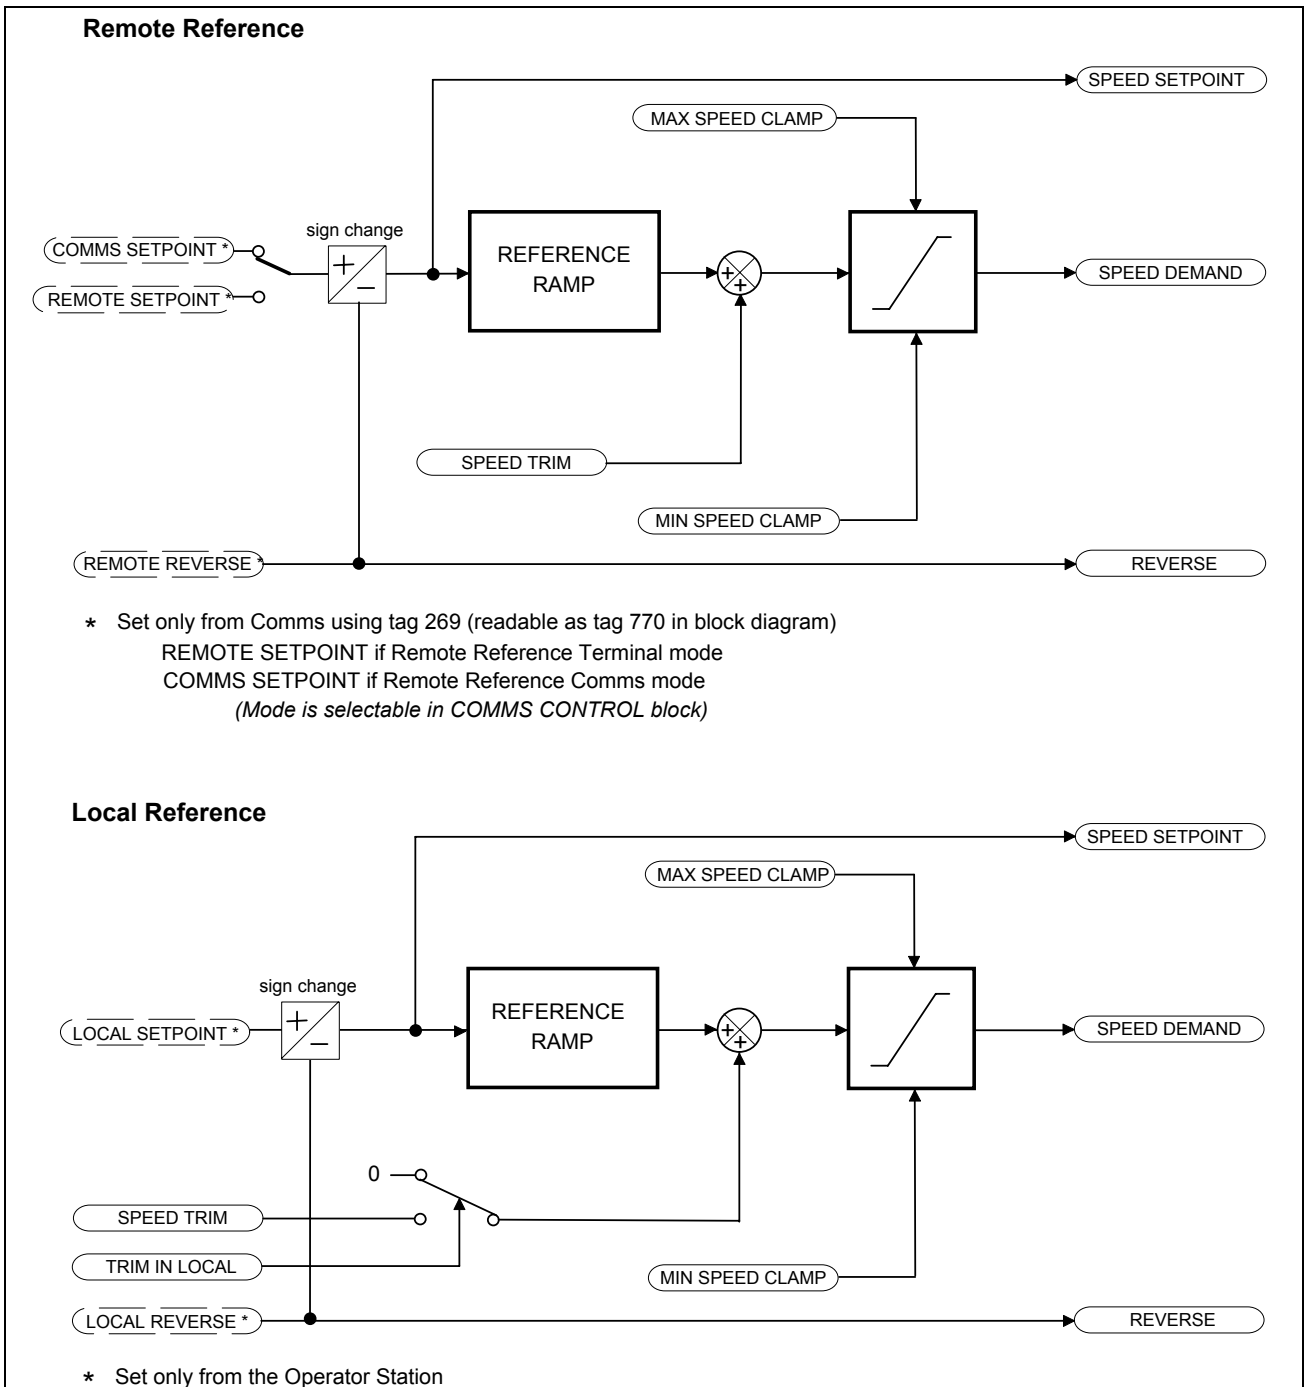 Remote Reference
SPEED SETPOINT
MAX SPEED CLAMP
sign change
COMMS SETPOINT *
+
−
REFERENCE
RAMP
+
+
SPEED DEMAND
REMOTE SETPOINT *
SPEED TRIM
MIN SPEED CLAMP
REMOTE REVERSE *
REVERSE
* Set only from Comms using tag 269 (readable as tag 770 in block diagram)
REMOTE SETPOINT if Remote Reference Terminal mode
COMMS SETPOINT if Remote Reference Comms mode
(Mode is selectable in COMMS CONTROL block)
Local Reference
SPEED SETPOINT
MAX SPEED CLAMP
sign change
LOCAL SETPOINT *
+
−
REFERENCE
RAMP
+
+
SPEED DEMAND
0
SPEED TRIM
TRIM IN LOCAL
MIN SPEED CLAMP
LOCAL REVERSE *
REVERSE
* Set only from the Operator Station